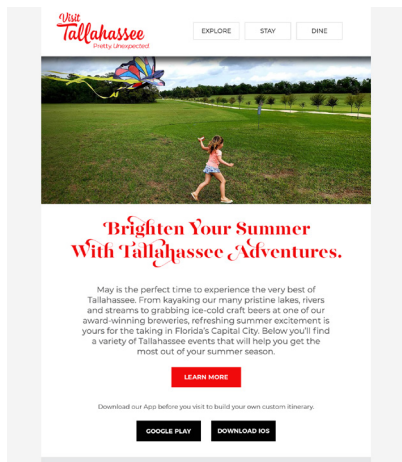 Visit
Tallahassee
Pretty Unexpected
EXPLORE
STAY
DINE
Brighten Your Summer
With Tallahassee Adventures.
May is the perfect time to experience the very best of
Tallahassee. From kayaking our many pristine lakes, rivers
and streams to grabbing ice-cold craft beers at one of our
award-winning breweries, refreshing summer excitement is
yours for the taking in Florida's Capital City. Below you'll find
a variety of Tallahassee events that will help you get the
most out of your summer season.
LEARN MORE
Download our App before you visit to build your own custom itinerary.
GOOGLE PLAY
DOWNLOAD IOS